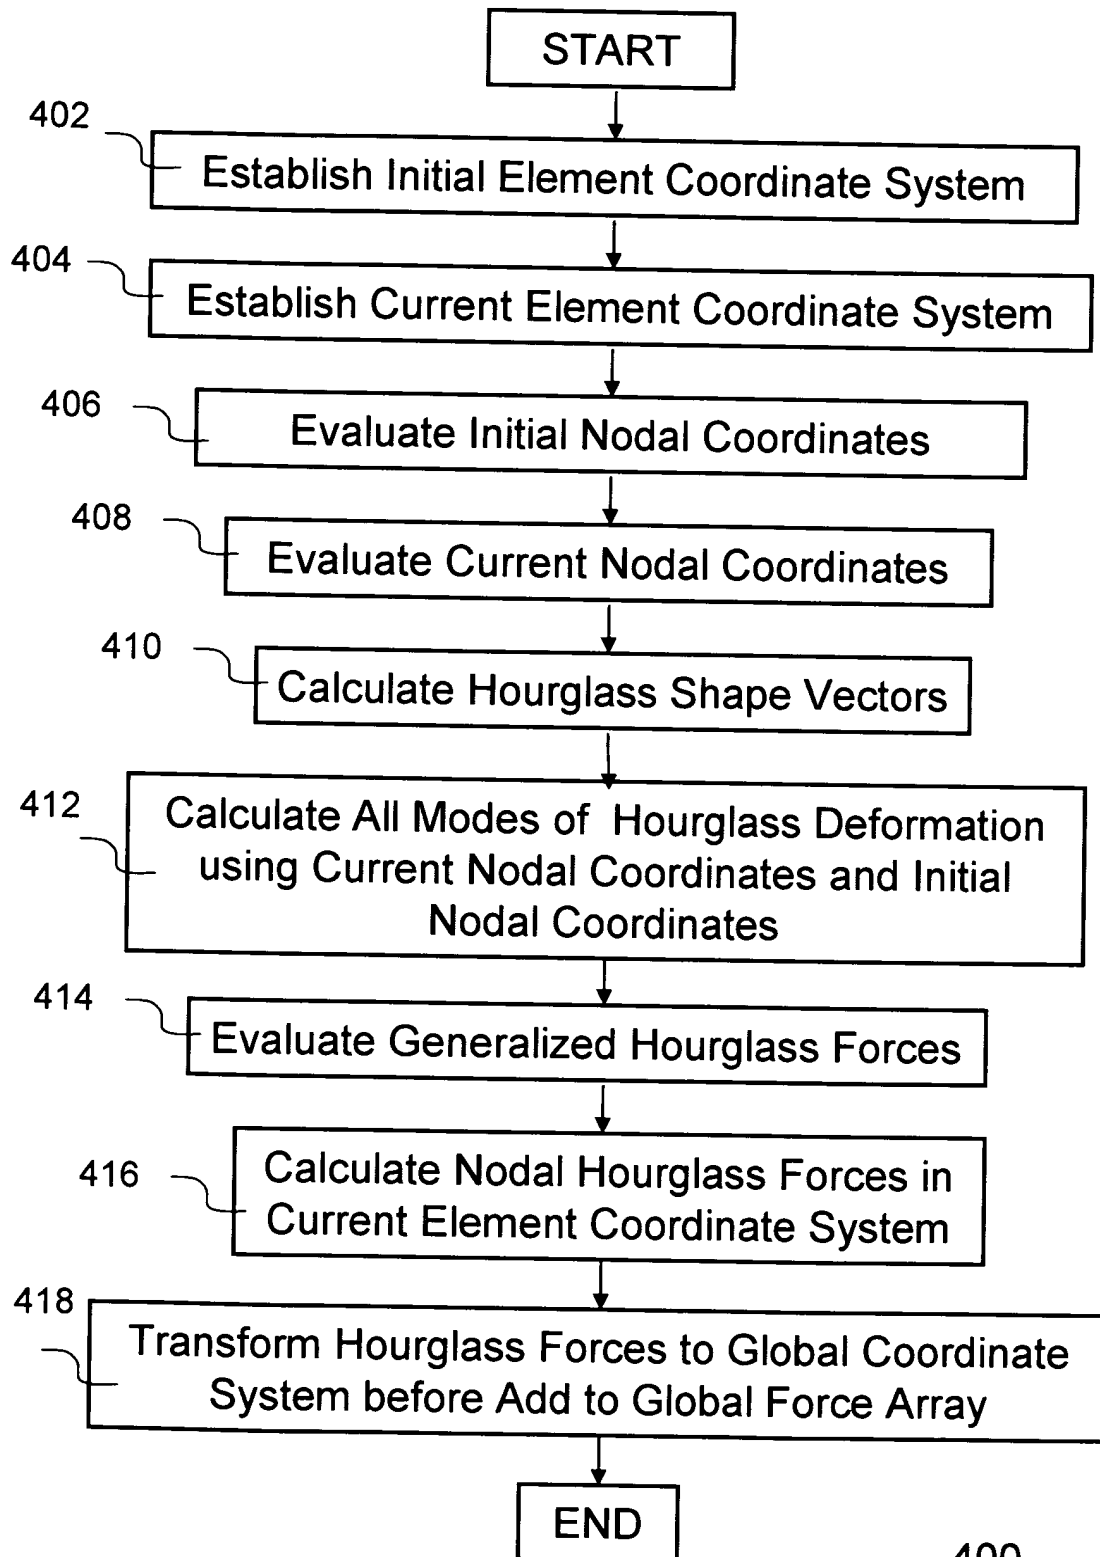 START
402
Establish Initial Element Coordinate System
404
Establish Current Element Coordinate System
406
Evaluate Initial Nodal Coordinates
408
Evaluate Current Nodal Coordinates
410
Calculate Hourglass Shape Vectors
412
Calculate All Modes of Hourglass Deformation
using Current Nodal Coordinates and Initial
Nodal Coordinates
414
Evaluate Generalized Hourglass Forces
416
Calculate Nodal Hourglass Forces in
Current Element Coordinate System
418
Transform Hourglass Forces to Global Coordinate
System before Add to Global Force Array
END
400